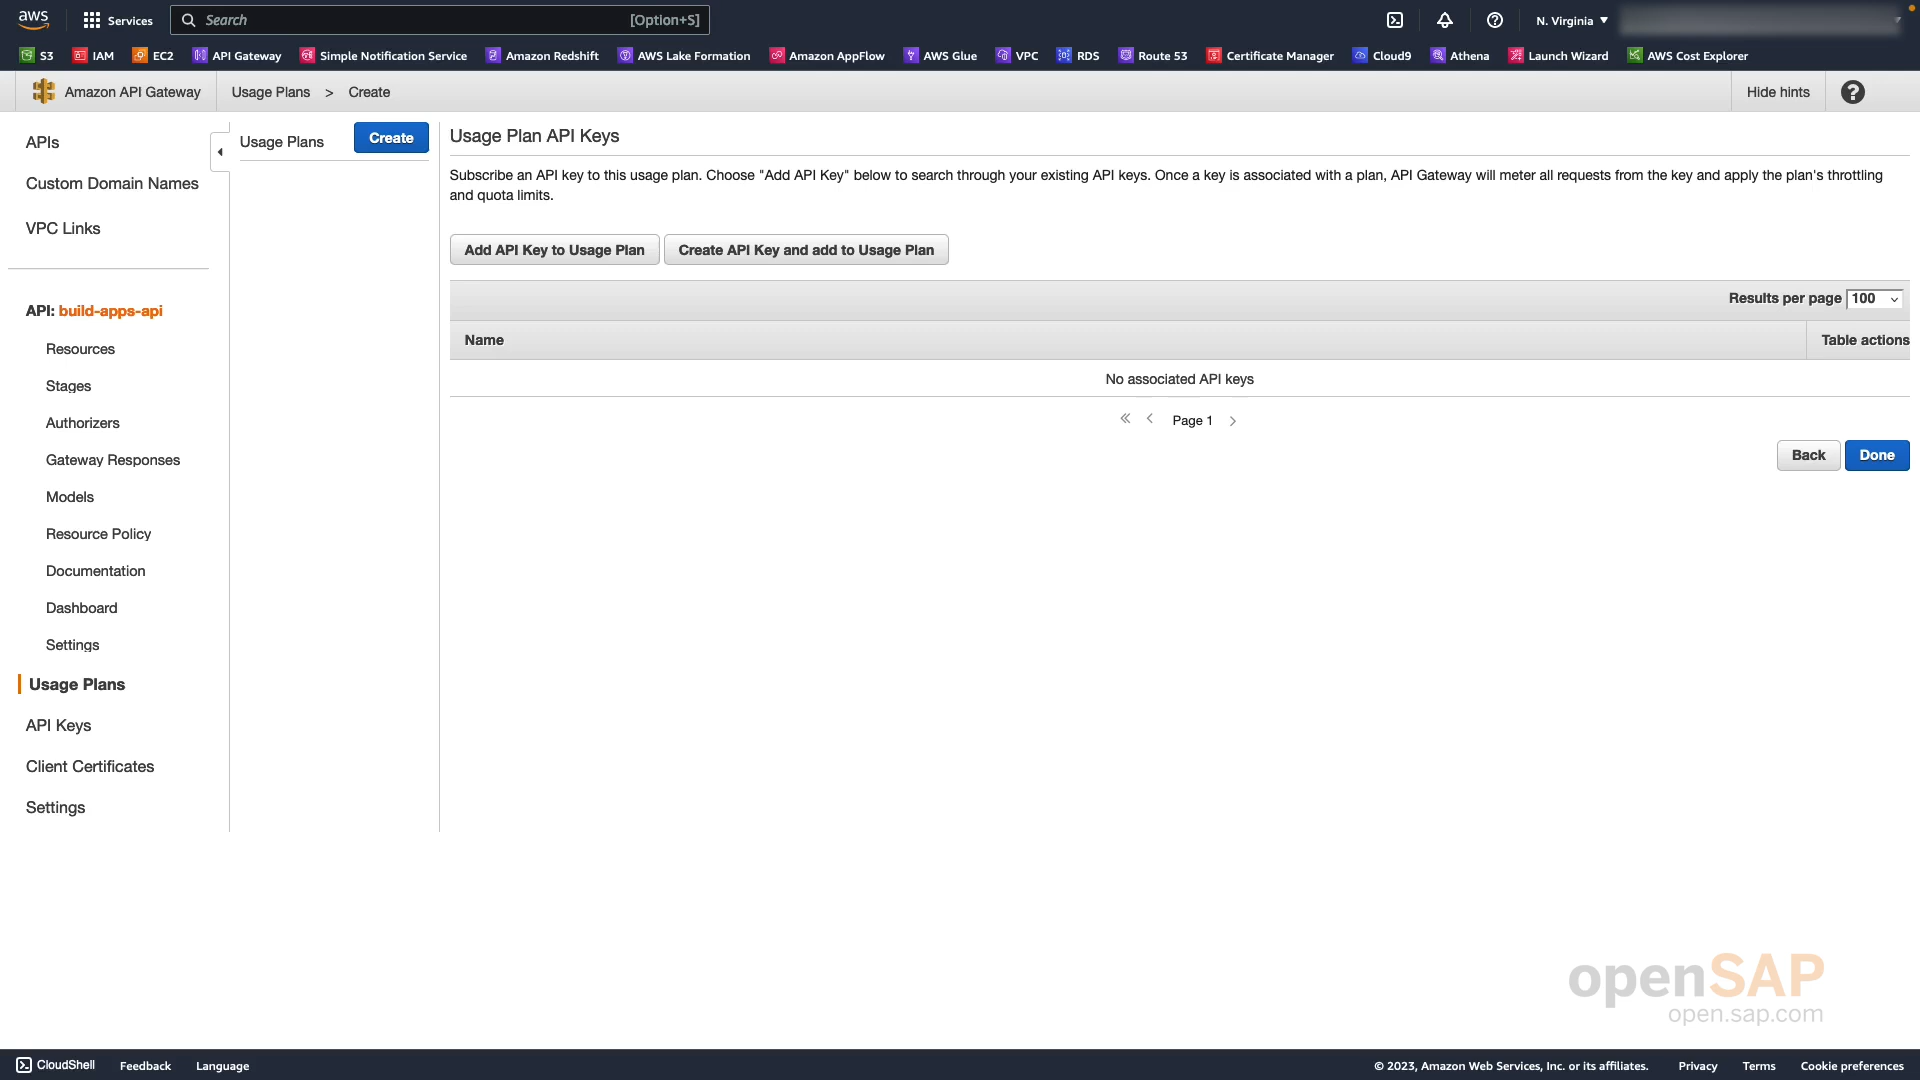 aws
Services
Search
[Option+S]
N. Virginia
S3
IAM
EC2
API Gateway
Simple Notification Service
Amazon Redshift
AWS Lake Formation
Amazon AppFlow
AWS Glue
VPC
RDS
Route 53
Certificate Manager
Cloud9
Athena
Launch Wizard
AWS Cost Explorer
Amazon API Gateway
Usage Plans > Create
Hide hints
APIs
Custom Domain Names
VPC Links
API: build-apps-api
Resources
Stages
Authorizers
Gateway Responses
Models
Resource Policy
Documentation
Dashboard
Settings
Usage Plans
API Keys
Client Certificates
Settings
Usage Plans
Create
Usage Plan API Keys
Subscribe an API key to this usage plan. Choose "Add API Key" below to search through your existing API keys. Once a key is associated with a plan, API Gateway will meter all requests from the key and apply the plan's throttling
and quota limits.
Add API Key to Usage Plan
Create API Key and add to Usage Plan
Results per page 100
Name
Table actions
No associated API keys
« < Page 1 >
Back
Done
openSAP
open.sap.com
CloudShell
Feedback
Language
© 2023, Amazon Web Services, Inc. or its affiliates.
Privacy
Terms
Cookie preferences